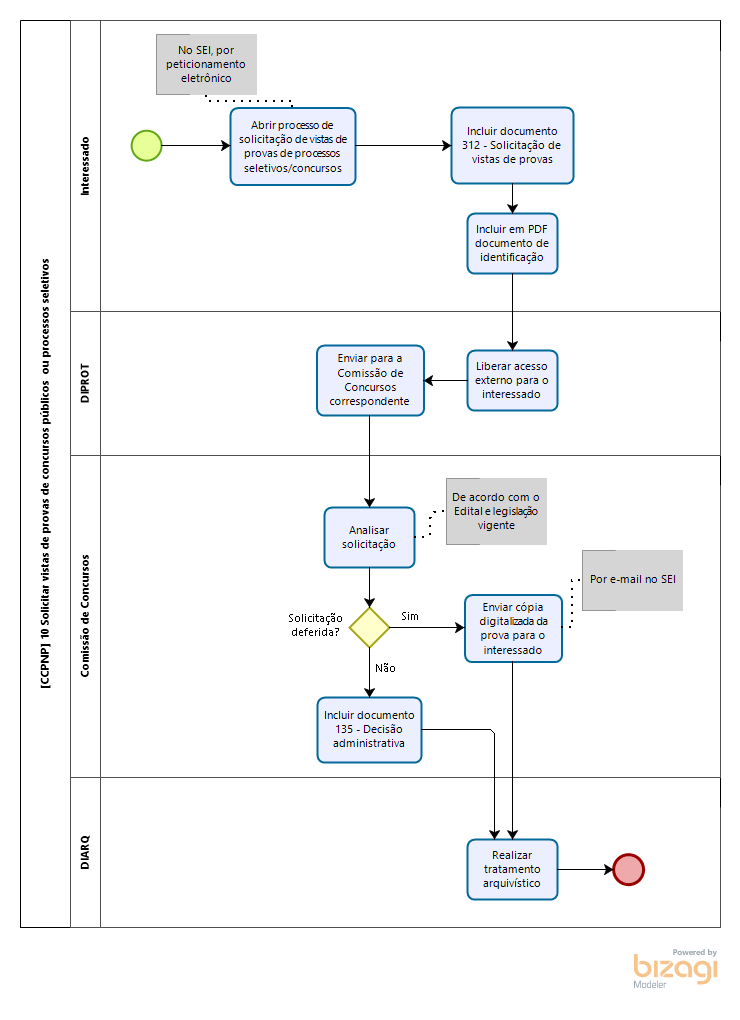 [CCPNP] 10 Solicitar vistas de provas de concursos públicos ou processos seletivos
Interessado
No SEI, por
peticionamento
eletrônico
Abrir processo de
solicitação de vistas de
provas de processos
seletivos/concursos
Incluir documento
312 - Solicitação de
vistas de provas
Incluir em PDF
documento de
identificação
DIPROT
Enviar para a
Comissão de
Concursos
correspondente
Liberar acesso
externo para o
interessado
Comissão de Concursos
De acordo com o
Edital e legislação
vigente
Analisar
solicitação
Por e-mail no SEI
Solicitação
deferida?
Sim
Enviar cópia
digitalizada da
prova para o
interessado
Não
Incluir documento
135 - Decisão
administrativa
DIARQ
Realizar
tratamento
arquivístico
Powered by
bizagi
Modeler